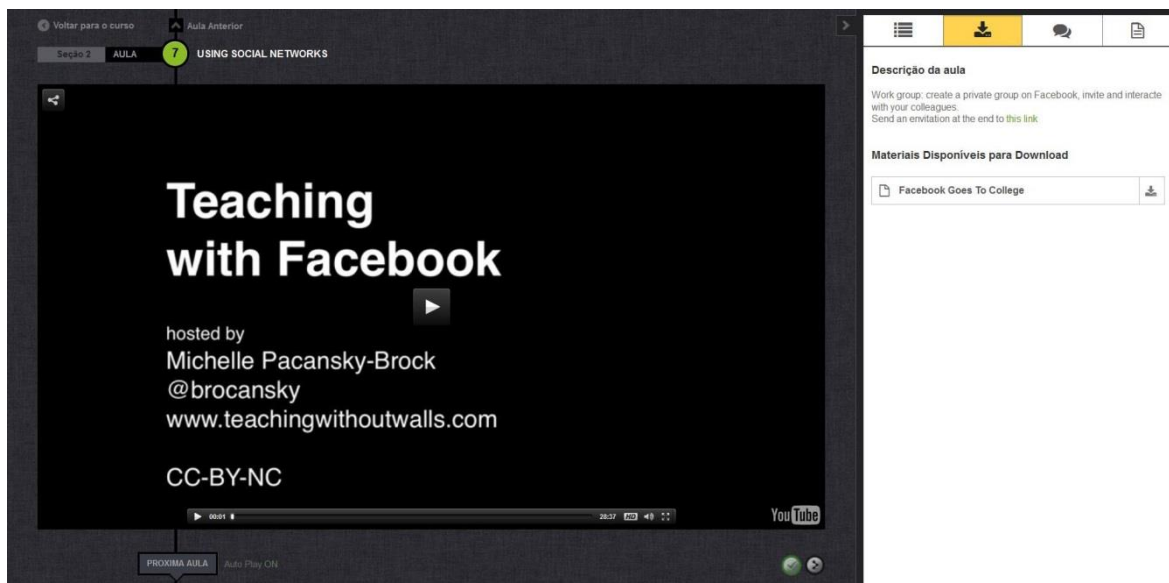 Voltar para o curso
Aula Anterior
Seção 2 AULA 7 USING SOCIAL NETWORKS
Teaching
with Facebook
hosted by
Michelle Pacansky-Brock
@brocansky
www.teachingwithoutwalls.com
CC-BY-NC
00:01 28:37 HD
YouTube
PROXIMA AULA Auto Play ON
Descrição da aula
Work group: create a private group on Facebook, invite and interacte
with your colleagues.
Send an envitation at the end to this link
Materiais Disponíveis para Download
Facebook Goes To College